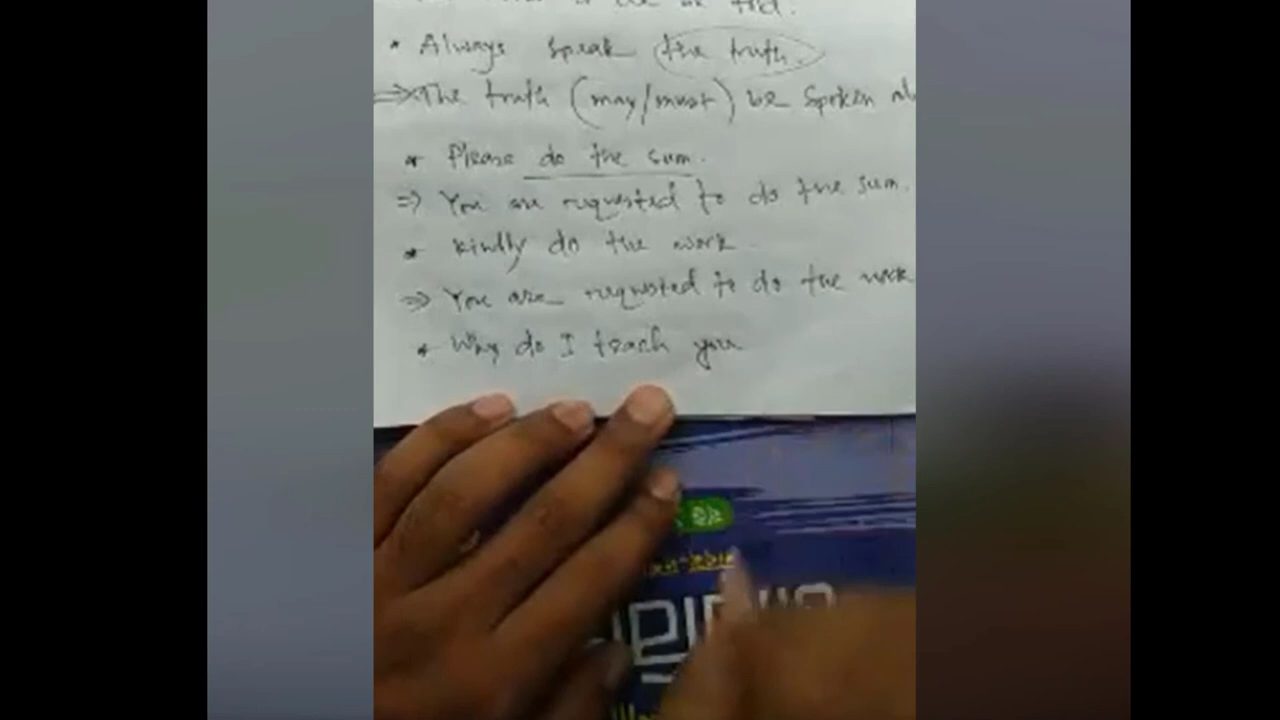 * Always speak the truth.
⇒ The truth (may/must) be spoken
* Please do the sum.
⇒ You are requested to do the sum.
* kindly do the work.
⇒ You are requested to do the work
* Why do I teach you